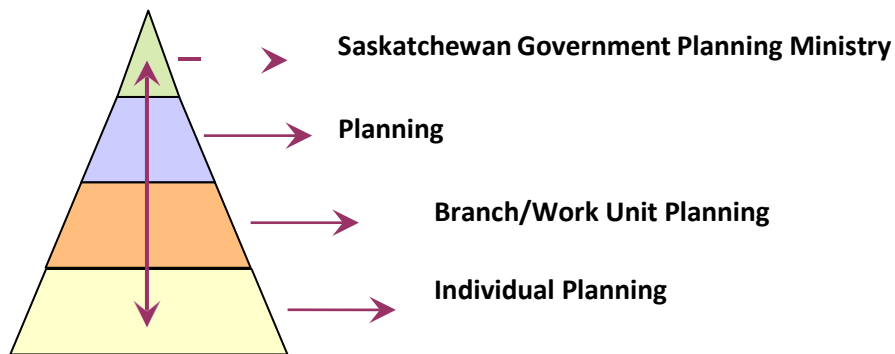 Saskatchewan Government Planning Ministry
Planning
Branch/Work Unit Planning
Individual Planning